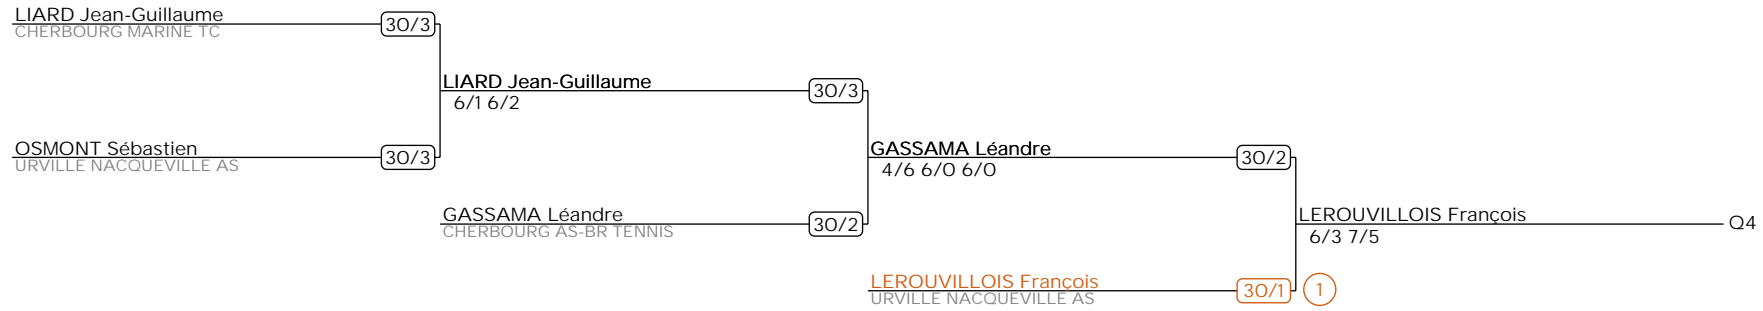 LIARD Jean-Guillaume
CHERBOURG MARINE TC
30/3
LIARD Jean-Guillaume
6/1 6/2
30/3
OSMONT Sébastien
URVILLE NACQUEVILLE AS
30/3
GASSAMA Léandre
4/6 6/0 6/0
30/2
GASSAMA Léandre
CHERBOURG AS-BR TENNIS
30/2
LEROUVILLOIS François
6/3 7/5
Q4
LEROUVILLOIS François
URVILLE NACQUEVILLE AS
30/1
1